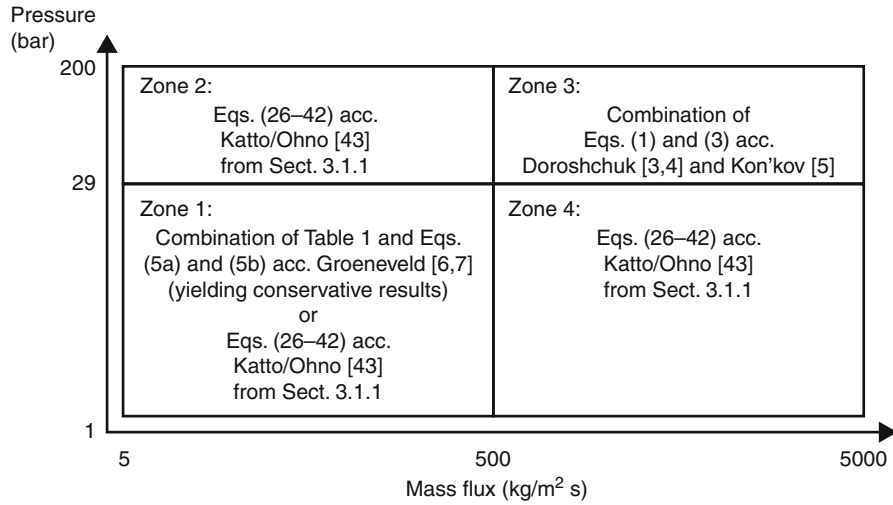 Pressure
(bar)
200
Zone 2:
Eqs. (26–42) acc.
Katto/Ohno [43]
from Sect. 3.1.1
Zone 3:
Combination of
Eqs. (1) and (3) acc.
Doroshchuk [3,4] and Kon'kov [5]
29
Zone 1:
Combination of Table 1 and Eqs.
(5a) and (5b) acc. Groeneveld [6,7]
(yielding conservative results)
or
Eqs. (26–42) acc.
Katto/Ohno [43]
from Sect. 3.1.1
Zone 4:
Eqs. (26–42) acc.
Katto/Ohno [43]
from Sect. 3.1.1
1
5
500
5000
Mass flux (kg/m² s)